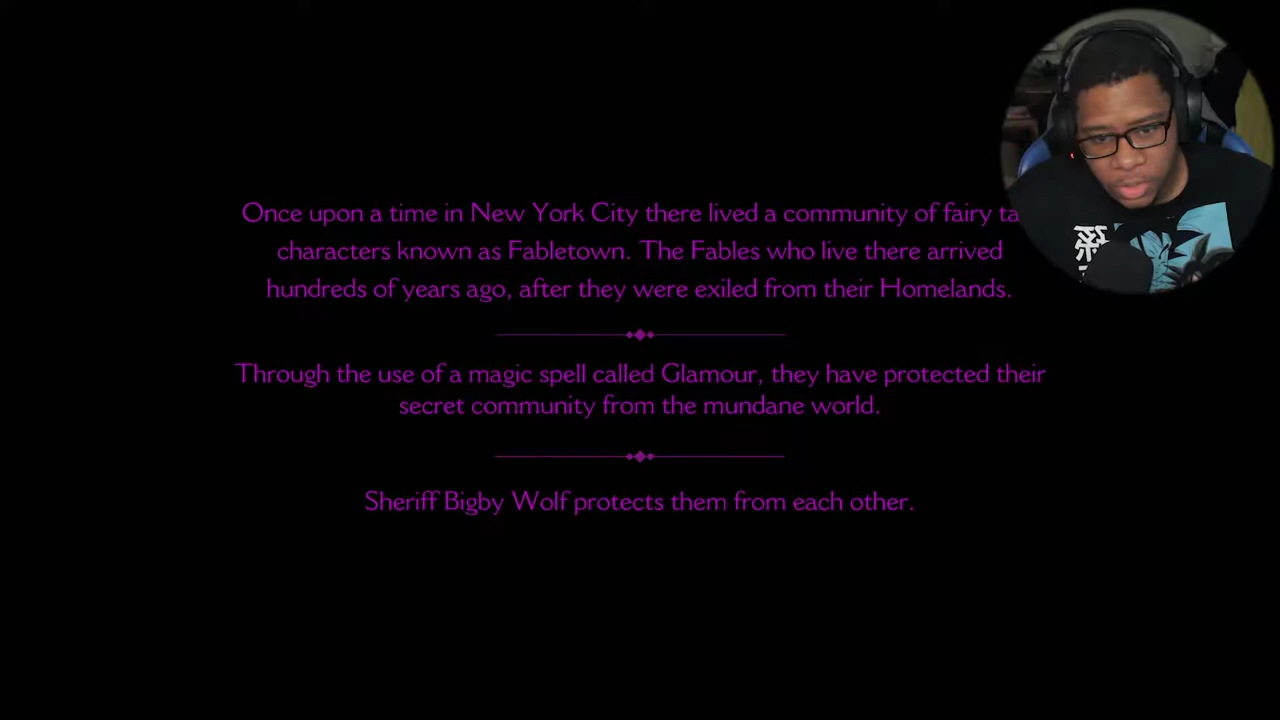 Once upon a time in New York City there lived a community of fairy
characters known as Fabletown. The Fables who live there arrived
hundreds of years ago, after they were exiled from their Homelands.
Through the use of a magic spell called Glamour, they have protected their
secret community from the mundane world.
Sheriff Bigby Wolf protects them from each other.